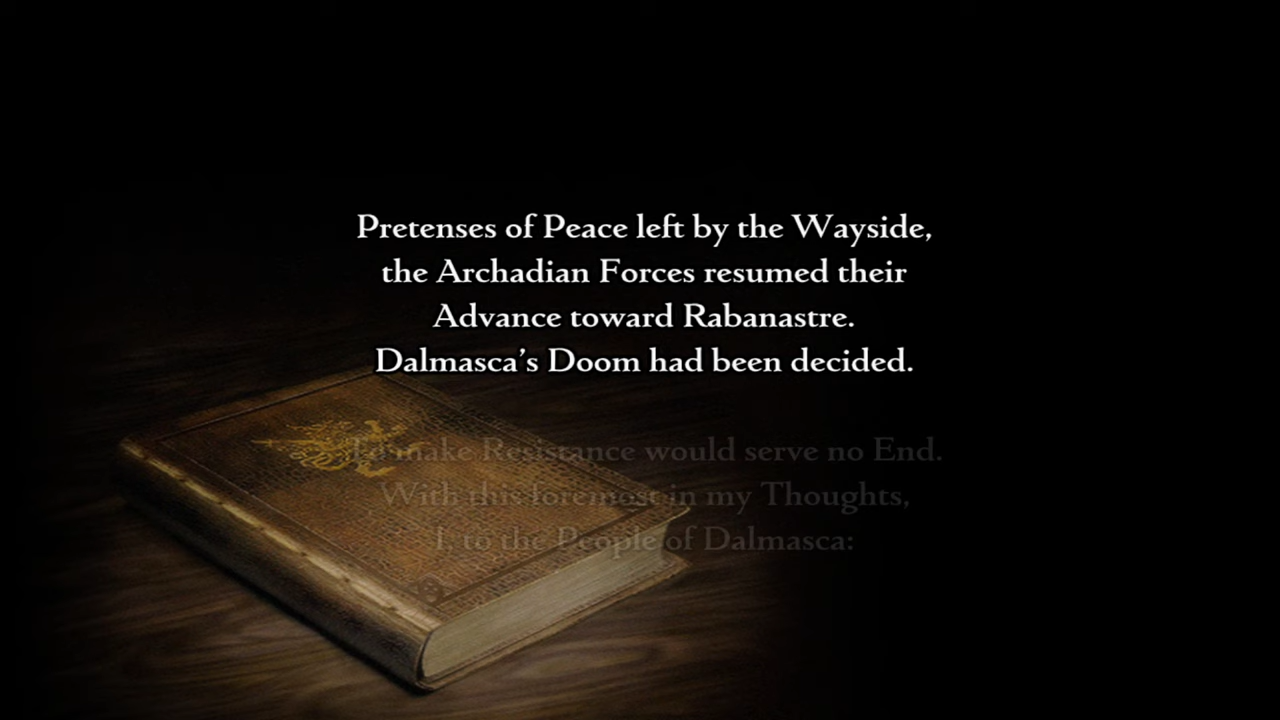 Pretenses of Peace left by the Wayside,
the Archadian Forces resumed their
Advance toward Rabanastre.
Dalmasca's Doom had been decided.
To make Resistance would serve no End.
With this foremost in my Thoughts,
I, to the People of Dalmasca: